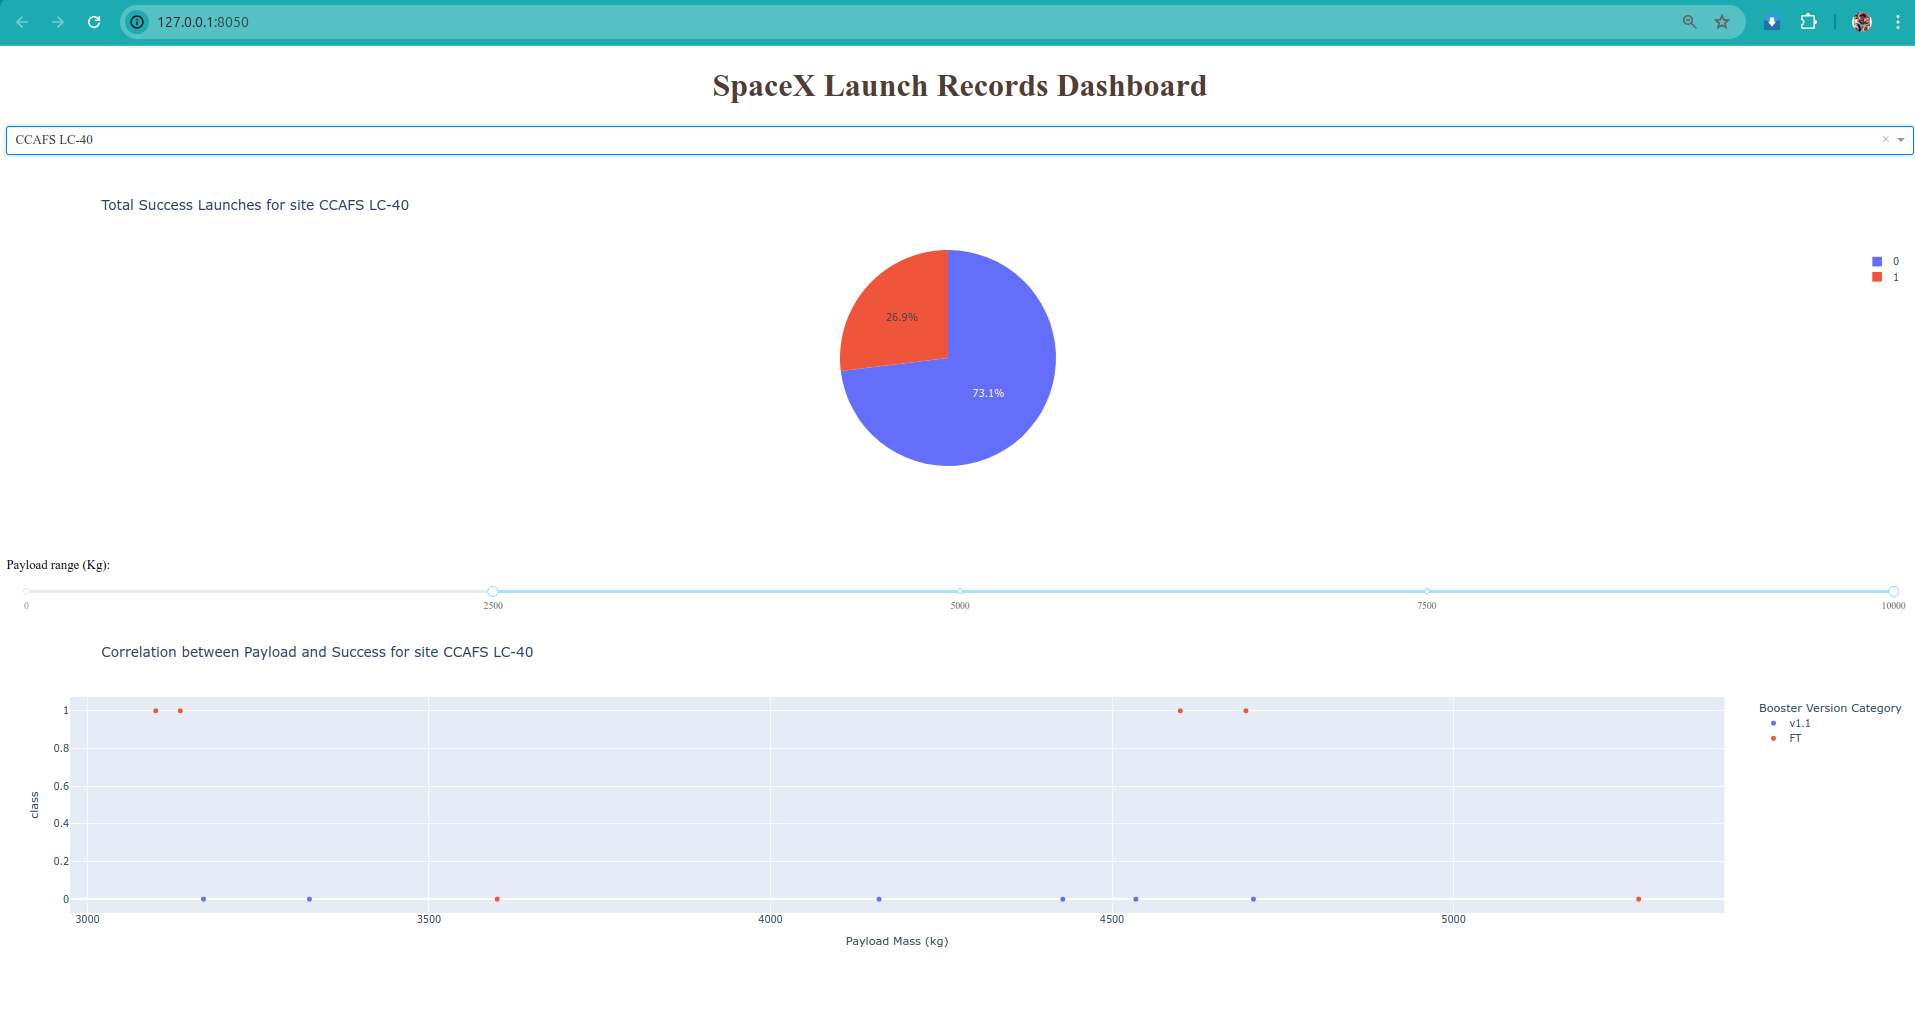 127.0.0.1:8050
SpaceX Launch Records Dashboard
CCAFS LC-40
Total Success Launches for site CCAFS LC-40
0
1
26.9%
73.1%
Payload range (Kg):
0 2500 5000 7500 10000
Correlation between Payload and Success for site CCAFS LC-40
Booster Version Category
v1.1
FT
1
0.8
0.6
0.4
0.2
0
class
3000 3500 4000 4500 5000
Payload Mass (kg)